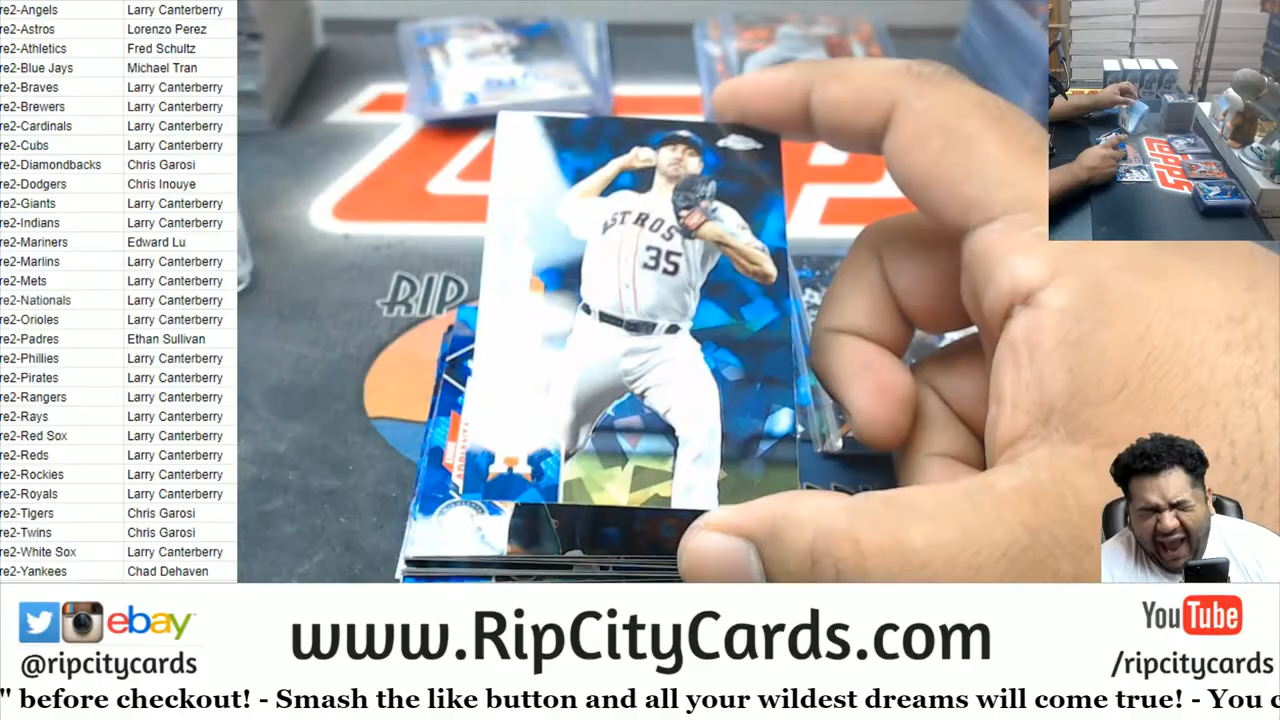 re2-Angels Larry Canterberry
re2-Astros Lorenzo Perez
re2-Athletics Fred Schultz
re2-Blue Jays Michael Tran
re2-Braves Larry Canterberry
re2-Brewers Larry Canterberry
re2-Cardinals Larry Canterberry
re2-Cubs Larry Canterberry
re2-Diamondbacks Chris Garosi
re2-Dodgers Chris Inouye
re2-Giants Larry Canterberry
re2-Indians Larry Canterberry
re2-Mariners Edward Lu
re2-Marlins Larry Canterberry
re2-Mets Larry Canterberry
re2-Nationals Larry Canterberry
re2-Orioles Larry Canterberry
re2-Padres Ethan Sullivan
re2-Phillies Larry Canterberry
re2-Pirates Larry Canterberry
re2-Rangers Larry Canterberry
re2-Rays Larry Canterberry
re2-Red Sox Larry Canterberry
re2-Reds Larry Canterberry
re2-Rockies Larry Canterberry
re2-Royals Larry Canterberry
re2-Tigers Chris Garosi
re2-Twins Chris Garosi
re2-White Sox Larry Canterberry
re2-Yankees Chad Dehaven
ASTROS
35
RIP
ADRIANZA
Topps
ebay
@ripcitycards
www.RipCityCards.com
YouTube
/ripcitycards
" before checkout! - Smash the like button and all your wildest dreams will come true! - You c